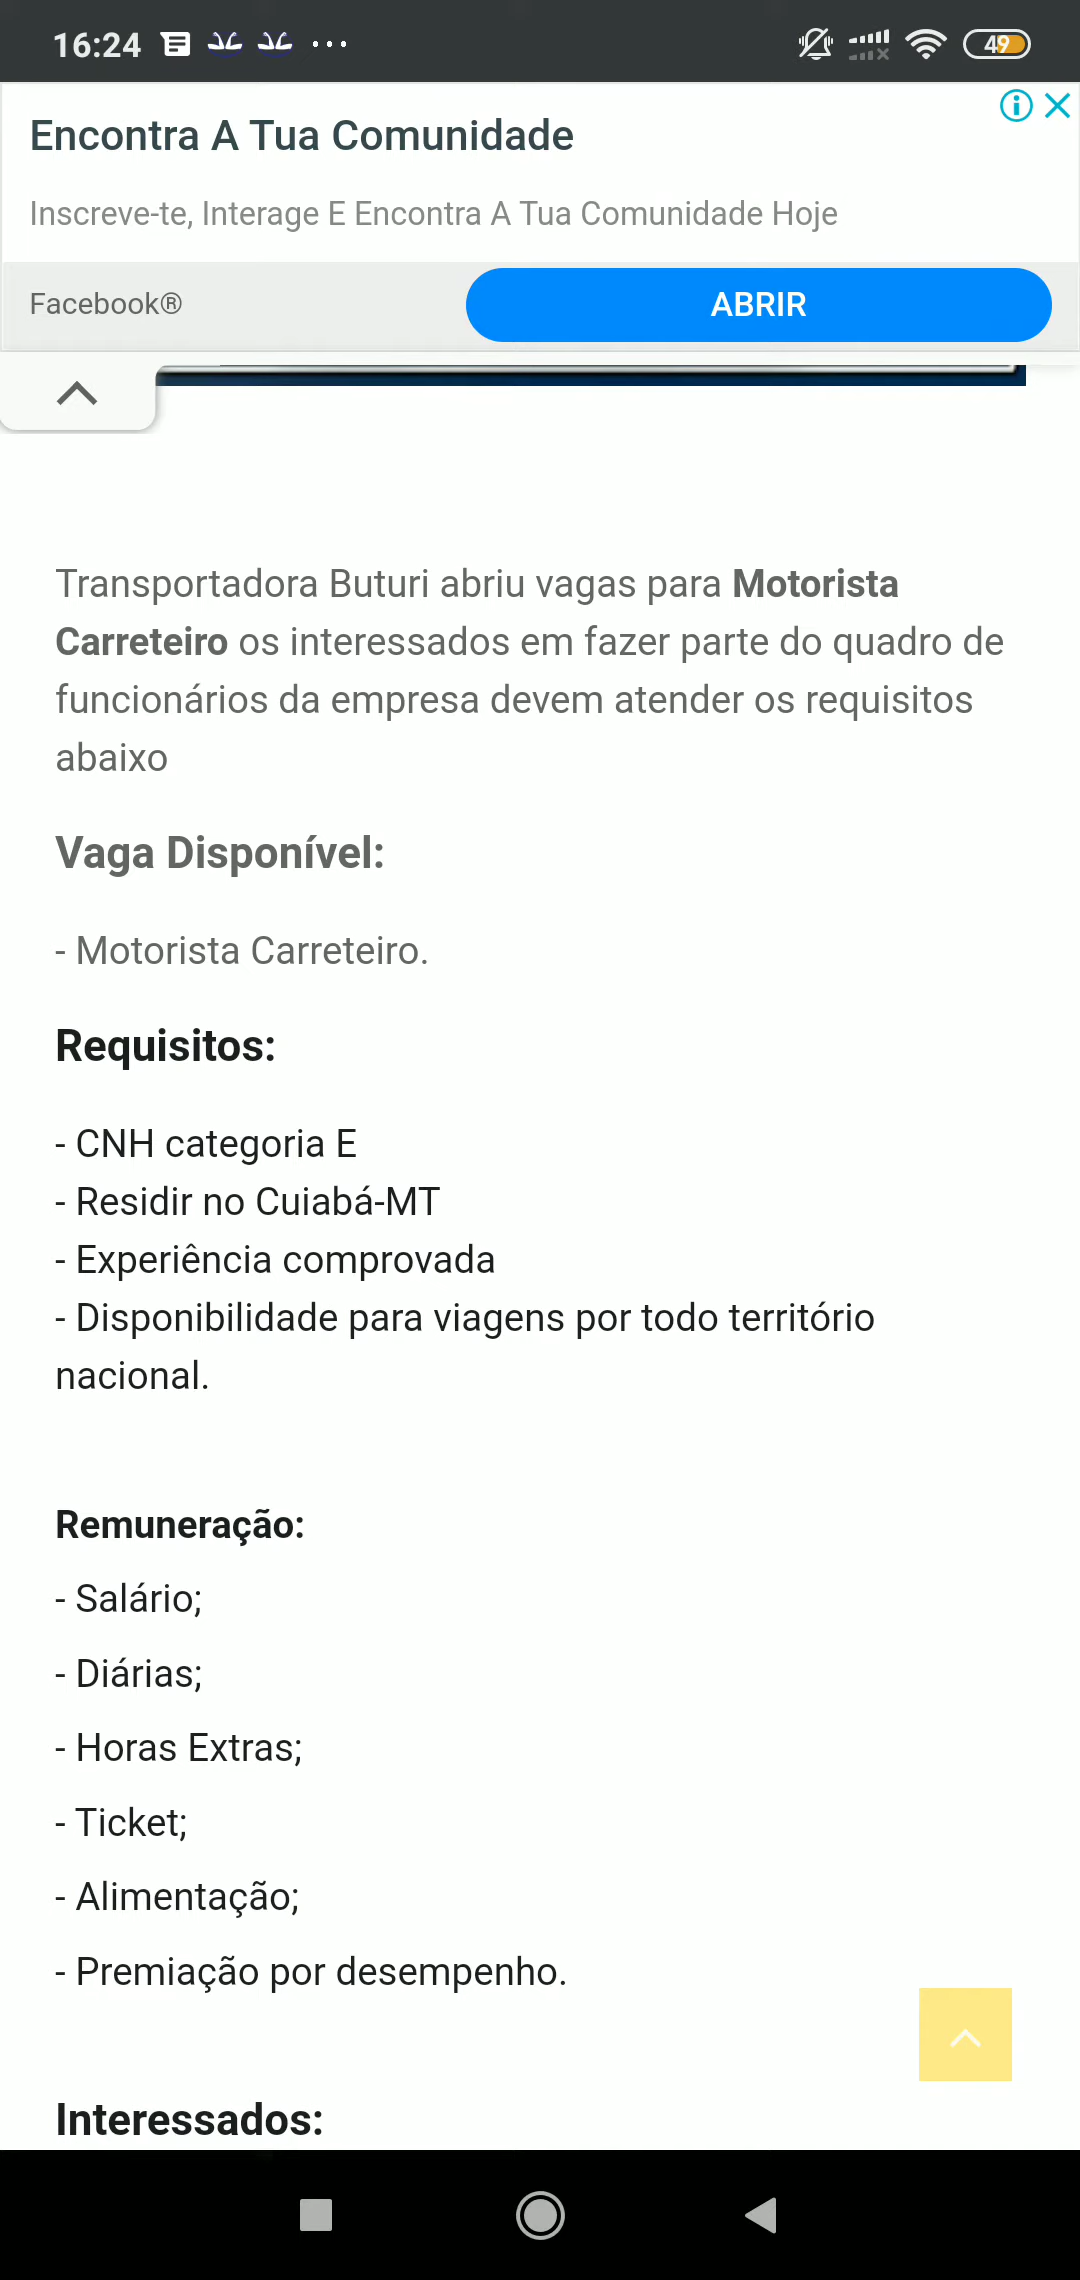 16:24
49
Encontra A Tua Comunidade
Inscreve-te, Interage E Encontra A Tua Comunidade Hoje
Facebook®
ABRIR
Transportadora Buturi abriu vagas para Motorista
Carreteiro os interessados em fazer parte do quadro de
funcionários da empresa devem atender os requisitos
abaixo
Vaga Disponível:
- Motorista Carreteiro.
Requisitos:
- CNH categoria E
- Residir no Cuiabá-MT
- Experiência comprovada
- Disponibilidade para viagens por todo território
nacional.
Remuneração:
- Salário;
- Diárias;
- Horas Extras;
- Ticket;
- Alimentação;
- Premiação por desempenho.
Interessados: